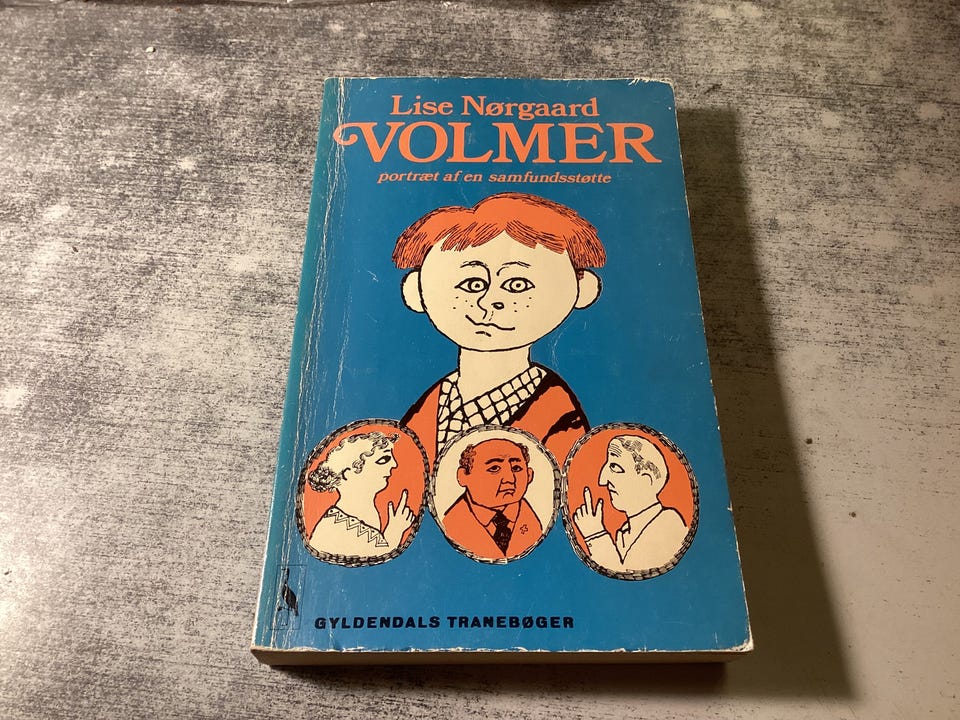 Lise Nørgaard
VOLMER
portræt af en samfundsstøtte
GYLDENDALS TRANEBØGER